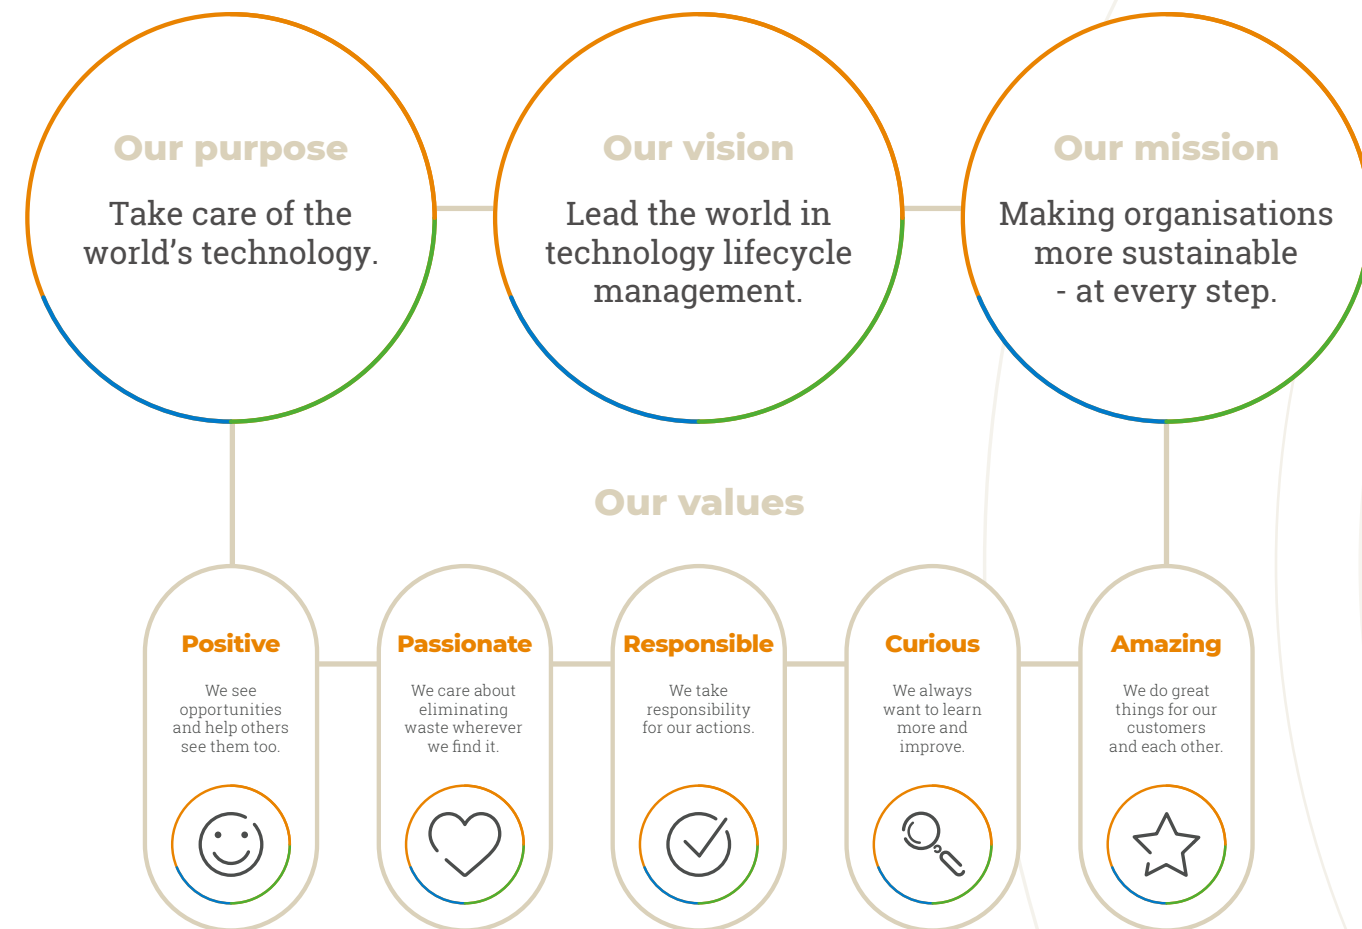 Our purpose
Take care of the
world's technology.
Our vision
Lead the world in
technology lifecycle
management.
Our mission
Making organisations
more sustainable
- at every step.
Our values
Positive
We see
opportunities
and help others
see them too.
Passionate
We care about
eliminating
waste wherever
we find it.
Responsible
We take
responsibility
for our actions.
Curious
We always
want to learn
more and
improve.
Amazing
We do great
things for our
customers
and each other.